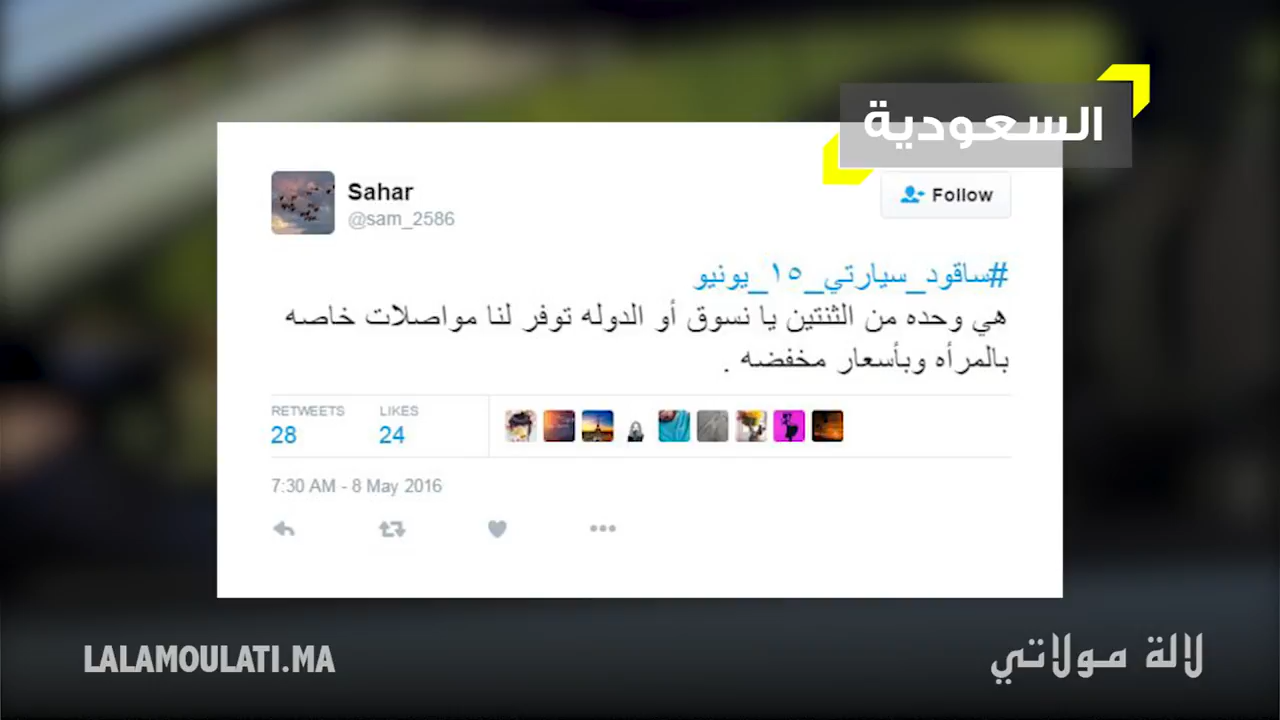 السعودية
Sahar
@sam_2586
Follow
#ساقود_سيارتي_١٥_يونيو
هي وحده من الثنتين يا نسوق أو الدوله توفر لنا مواصلات خاصه
بالمرأه وبأسعار مخفضه .
RETWEETS LIKES
28 24
7:30 AM - 8 May 2016
LALAMOULATI.MA
لالة مولاتي